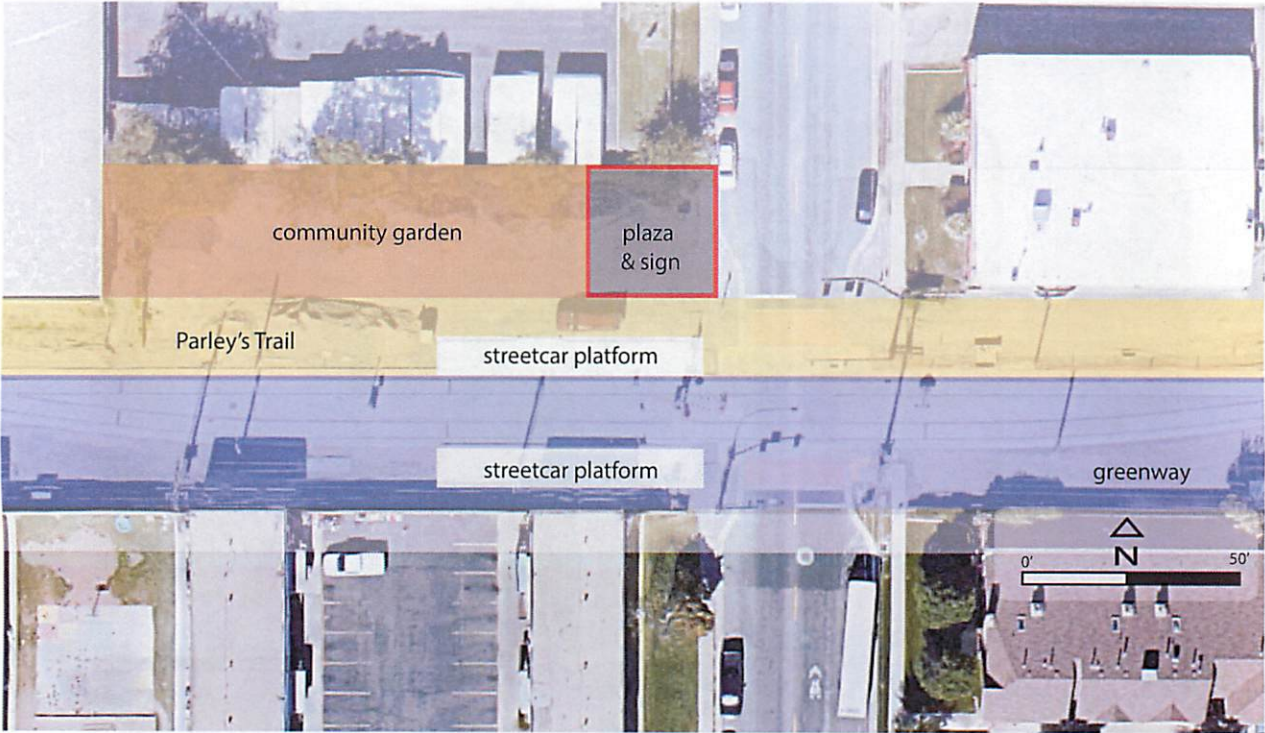 community garden
plaza
& sign
Parley's Trail
streetcar platform
streetcar platform
greenway
N
0'
50'